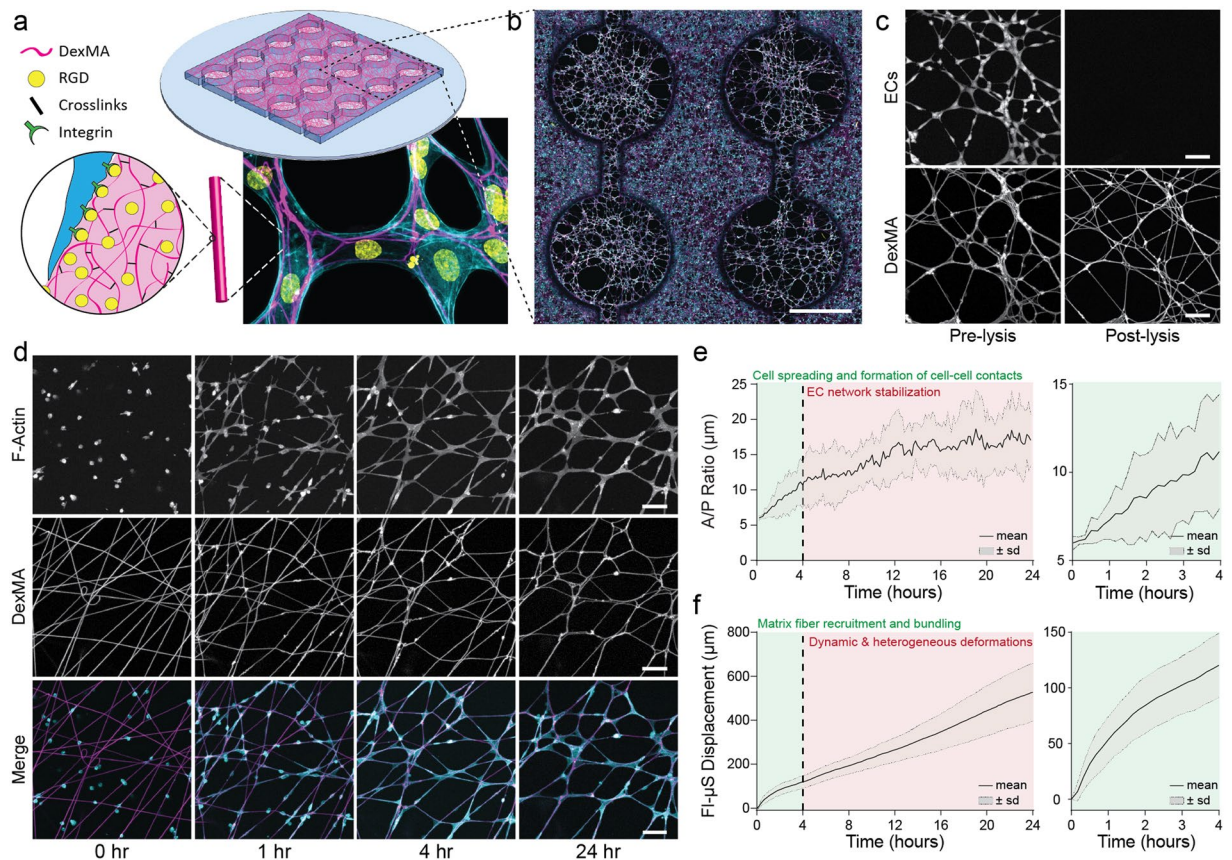 a
DexMA
RGD
Crosslinks
Integrin
b
c
ECs
DexMA
Pre-lysis
Post-lysis
d
F-Actin
DexMA
Merge
0 hr
1 hr
4 hr
24 hr
e
Cell spreading and formation of cell-cell contacts
EC network stabilization
A/P Ratio (µm)
25
20
15
10
5
0
0
4
8
12
16
20
24
Time (hours)
mean
± sd
15
10
5
0
1
2
3
4
Time (hours)
mean
± sd
f
Matrix fiber recruitment and bundling
Dynamic & heterogeneous deformations
FI-µS Displacement (µm)
800
600
400
200
0
0
4
8
12
16
20
24
Time (hours)
mean
± sd
150
100
50
0
0
1
2
3
4
Time (hours)
mean
± sd